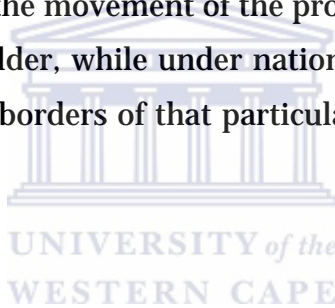 the movement of the pro
lder, while under nation
borders of that particula
UNIVERSITY of the
WESTERN CAPE